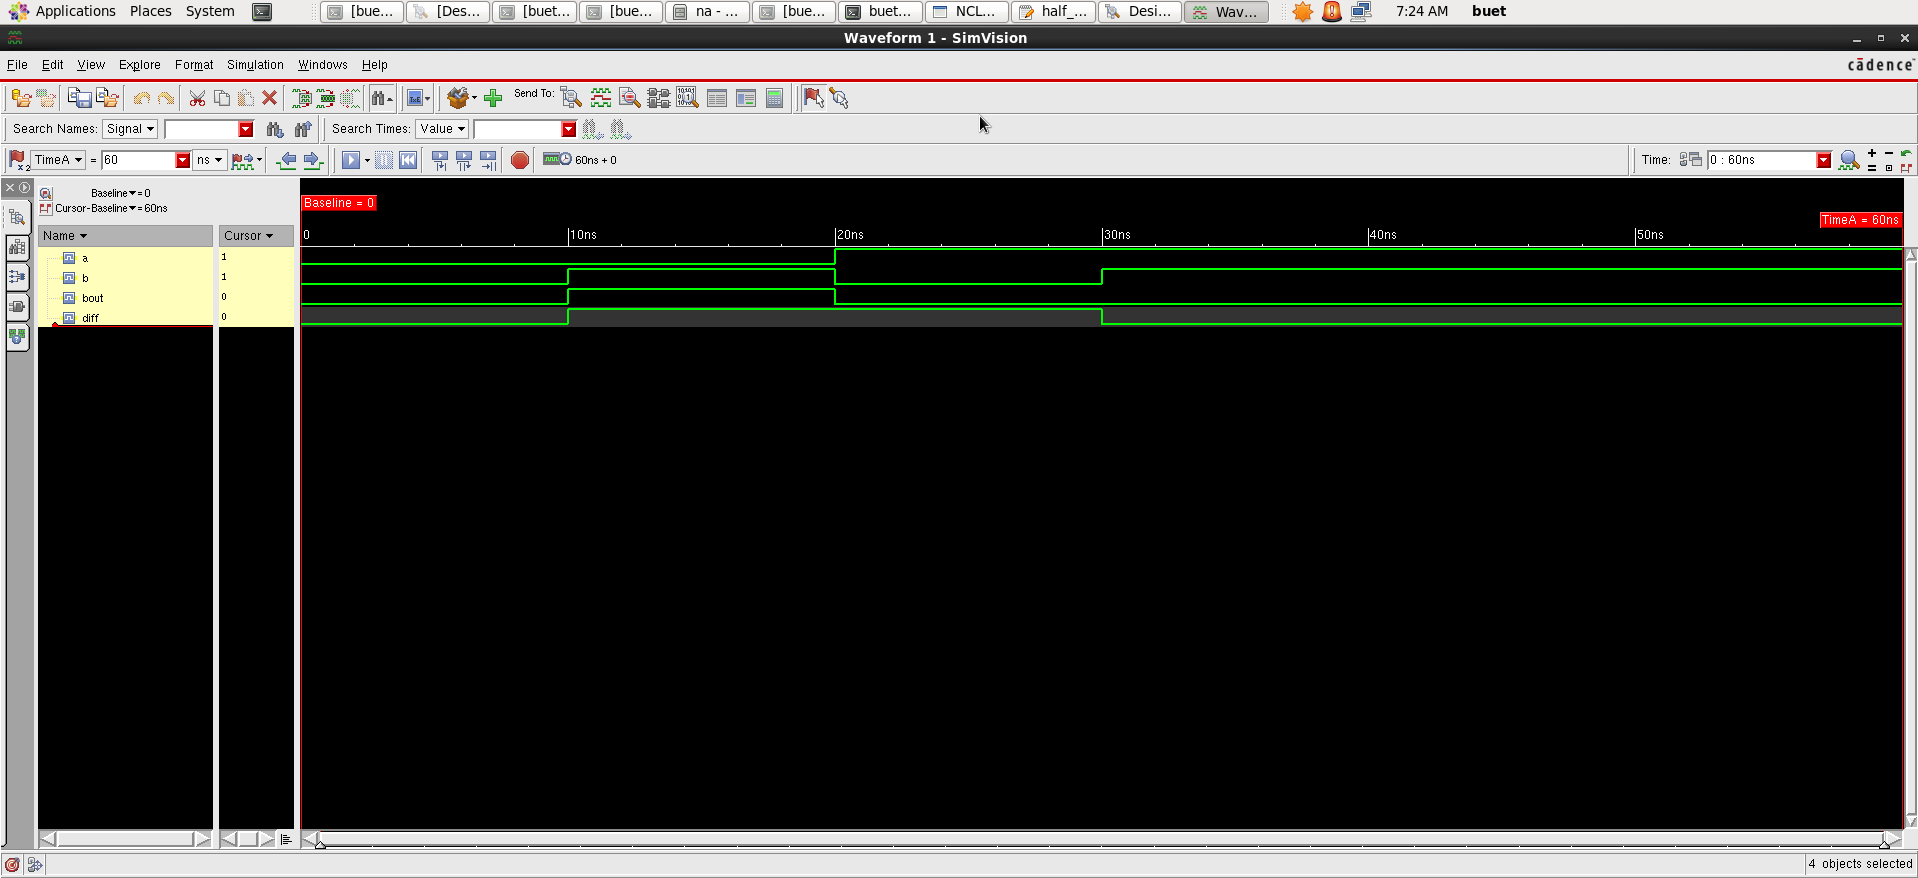 Applications Places System [bue... [Des... [buet... [bue... na - ... [bue... buet... NCL... half_... Desi... Wav... 7:24 AM buet
Waveform 1 - SimVision
File Edit View Explore Format Simulation Windows Help cādence
Send To:
Search Names: Signal Search Times: Value
TimeA = 60 ns 60ns + 0 Time: 0 : 60ns
Baseline = 0
Cursor-Baseline = 60ns
Baseline = 0
TimeA = 60ns
Name Cursor 0 10ns 20ns 30ns 40ns 50ns
a 1
b 1
bout 0
diff 0
4 objects selected